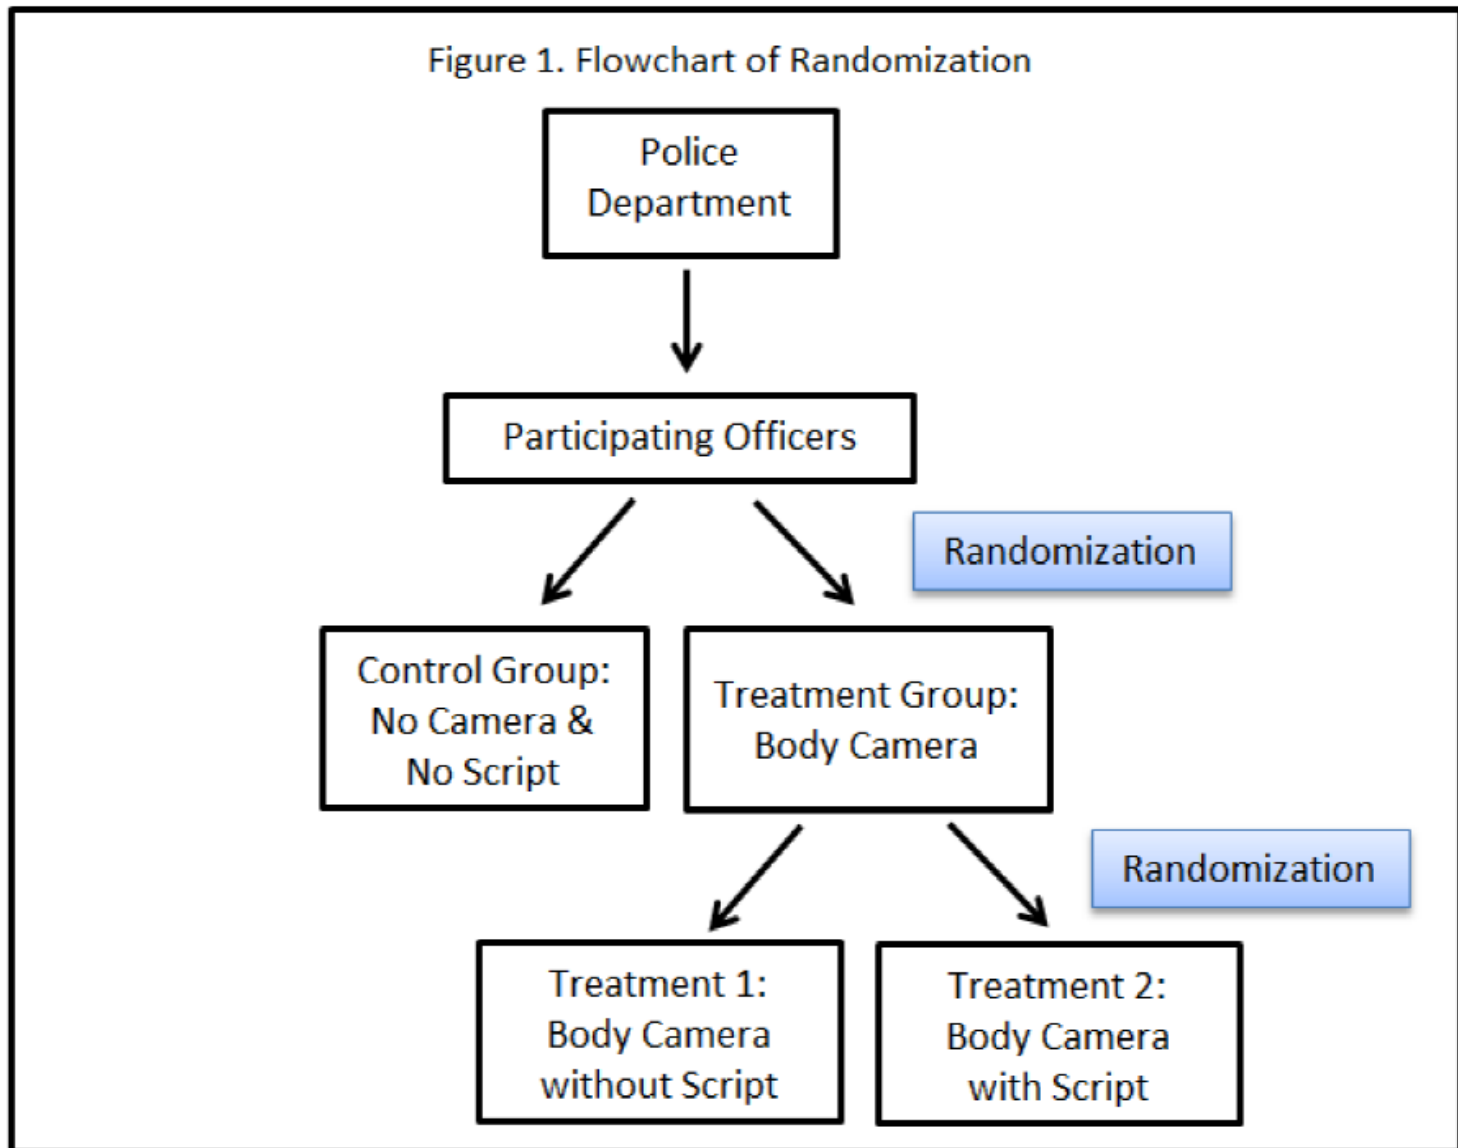 Figure 1. Flowchart of Randomization
Police
Department
Participating Officers
Randomization
Control Group:
No Camera &
No Script
Treatment Group:
Body Camera
Randomization
Treatment 1:
Body Camera
without Script
Treatment 2:
Body Camera
with Script